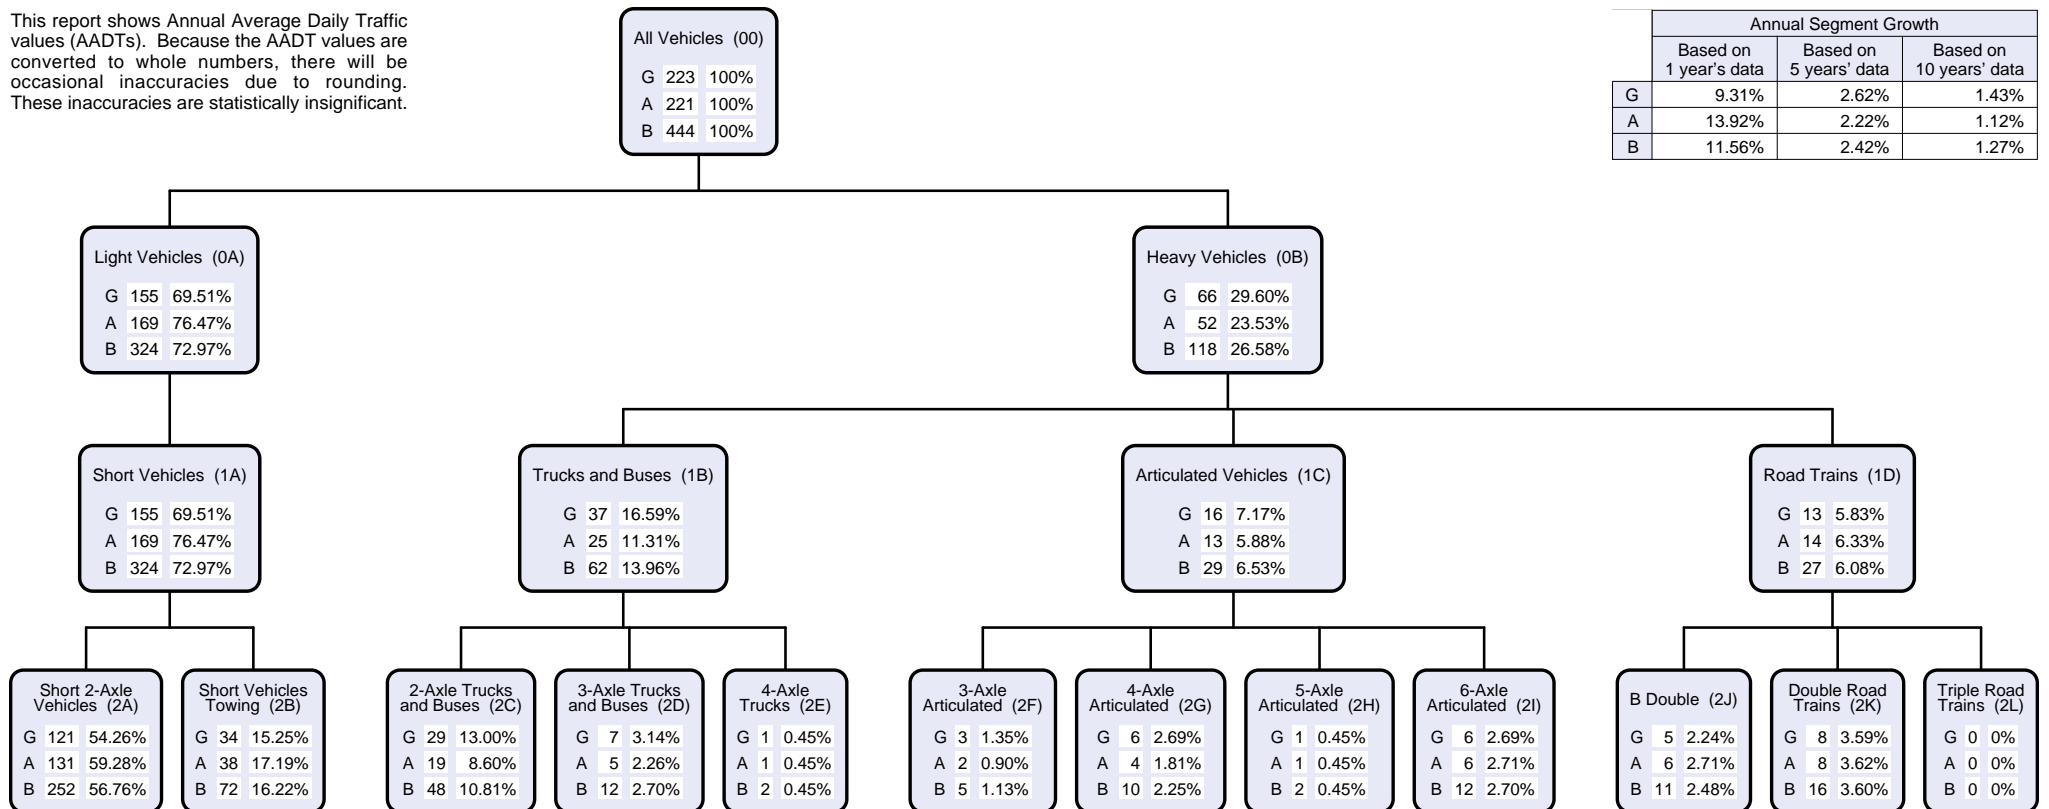 This report shows Annual Average Daily Traffic
values (AADTs). Because the AADT values are
converted to whole numbers, there will be
occasional inaccuracies due to rounding.
These inaccuracies are statistically insignificant.
All Vehicles (00)
G 223 100%
A 221 100%
B 444 100%
Annual Segment Growth
Based on 1 year's data Based on 5 years' data Based on 10 years' data
G 9.31% 2.62% 1.43%
A 13.92% 2.22% 1.12%
B 11.56% 2.42% 1.27%
Light Vehicles (0A)
G 155 69.51%
A 169 76.47%
B 324 72.97%
Heavy Vehicles (0B)
G 66 29.60%
A 52 23.53%
B 118 26.58%
Short Vehicles (1A)
G 155 69.51%
A 169 76.47%
B 324 72.97%
Trucks and Buses (1B)
G 37 16.59%
A 25 11.31%
B 62 13.96%
Articulated Vehicles (1C)
G 16 7.17%
A 13 5.88%
B 29 6.53%
Road Trains (1D)
G 13 5.83%
A 14 6.33%
B 27 6.08%
Short 2-Axle
Vehicles (2A)
G 121 54.26%
A 131 59.28%
B 252 56.76%
Short Vehicles
Towing (2B)
G 34 15.25%
A 38 17.19%
B 72 16.22%
2-Axle Trucks
and Buses (2C)
G 29 13.00%
A 19 8.60%
B 48 10.81%
3-Axle Trucks
and Buses (2D)
G 7 3.14%
A 5 2.26%
B 12 2.70%
4-Axle
Trucks (2E)
G 1 0.45%
A 1 0.45%
B 2 0.45%
3-Axle
Articulated (2F)
G 3 1.35%
A 2 0.90%
B 5 1.13%
4-Axle
Articulated (2G)
G 6 2.69%
A 4 1.81%
B 10 2.25%
5-Axle
Articulated (2H)
G 1 0.45%
A 1 0.45%
B 2 0.45%
6-Axle
Articulated (2I)
G 6 2.69%
A 6 2.71%
B 12 2.70%
B Double (2J)
G 5 2.24%
A 6 2.71%
B 11 2.48%
Double Road
Trains (2K)
G 8 3.59%
A 8 3.62%
B 16 3.60%
Triple Road
Trains (2L)
G 0 0%
A 0 0%
B 0 0%